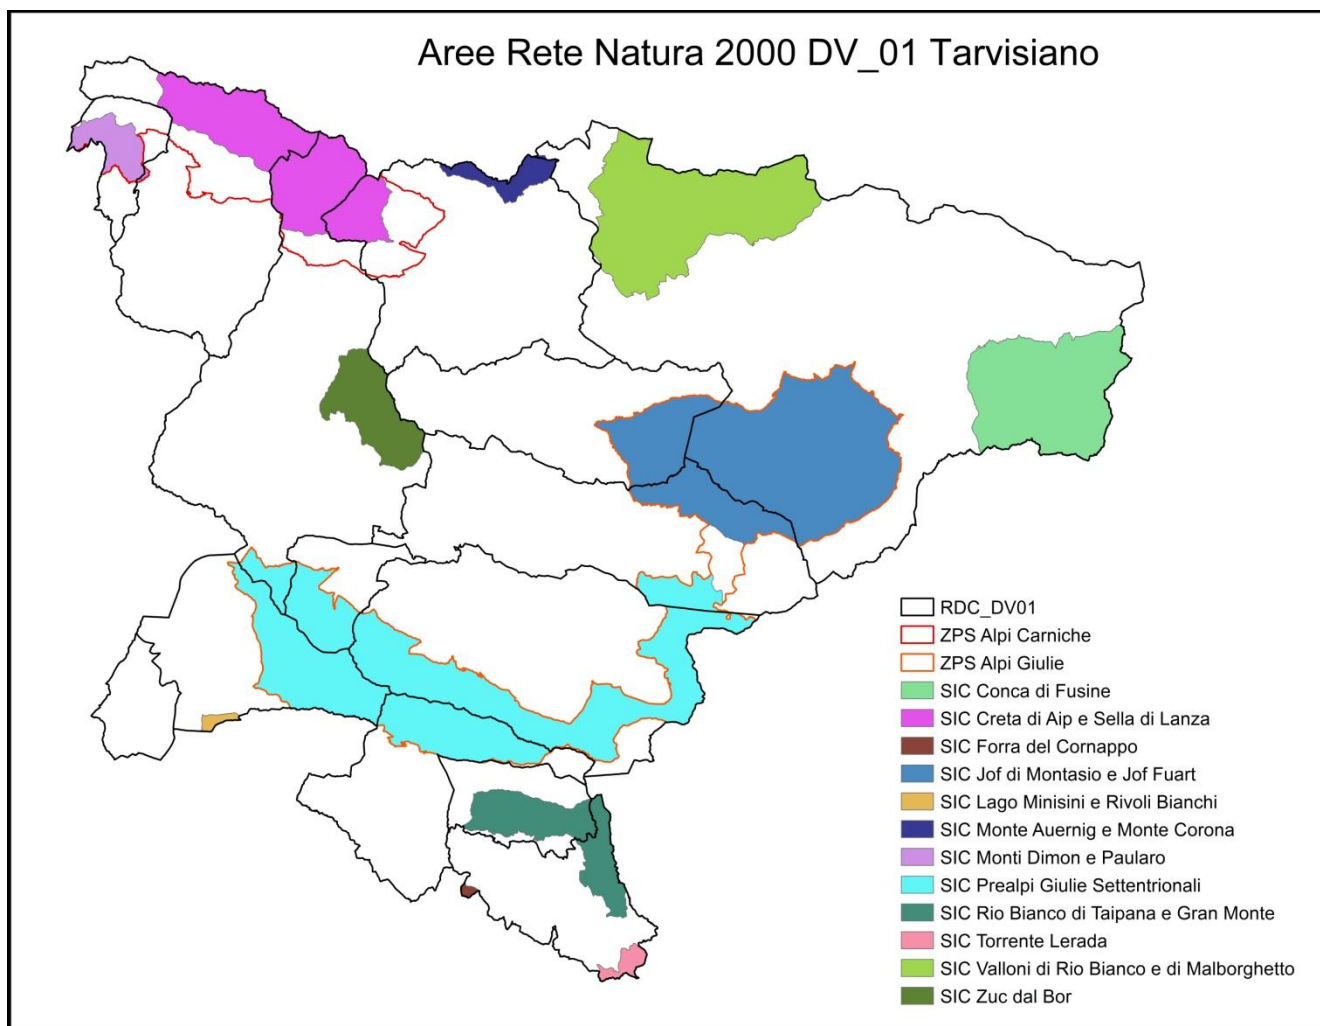 Aree Rete Natura 2000 DV_01 Tarvisiano
RDC_DV01
ZPS Alpi Carniche
ZPS Alpi Giulie
SIC Conca di Fusine
SIC Creta di Aip e Sella di Lanza
SIC Forra del Cornappo
SIC Jof di Montasio e Jof Fuart
SIC Lago Minisini e Rivoli Bianchi
SIC Monte Auernig e Monte Corona
SIC Monti Dimon e Paularo
SIC Prealpi Giulie Settentrionali
SIC Rio Bianco di Taipana e Gran Monte
SIC Torrente Lerada
SIC Valloni di Rio Bianco e di Malborghetto
SIC Zuc dal Bor